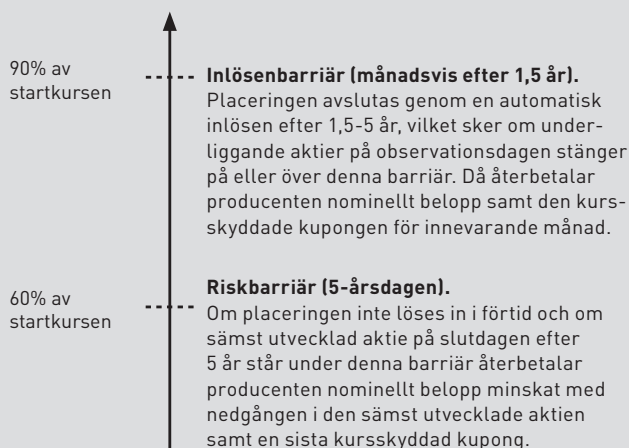 90% av
startkursen
Inlösenbarriär (månadsvis efter 1,5 år).
Placeringen avslutas genom en automatisk
inlösen efter 1,5-5 år, vilket sker om under-
liggande aktier på observationsdagen stänger
på eller över denna barriär. Då återbetalar
producenten nominellt belopp samt den kurs-
skyddade kupongen för innevarande månad.
60% av
startkursen
Riskbarriär (5-årsdagen).
Om placeringen inte löses in i förtid och om
sämst utvecklad aktie på slutdagen efter
5 år står under denna barriär återbetalar
producenten nominellt belopp minskat med
nedgången i den sämst utvecklade aktien
samt en sista kursskyddad kupong.